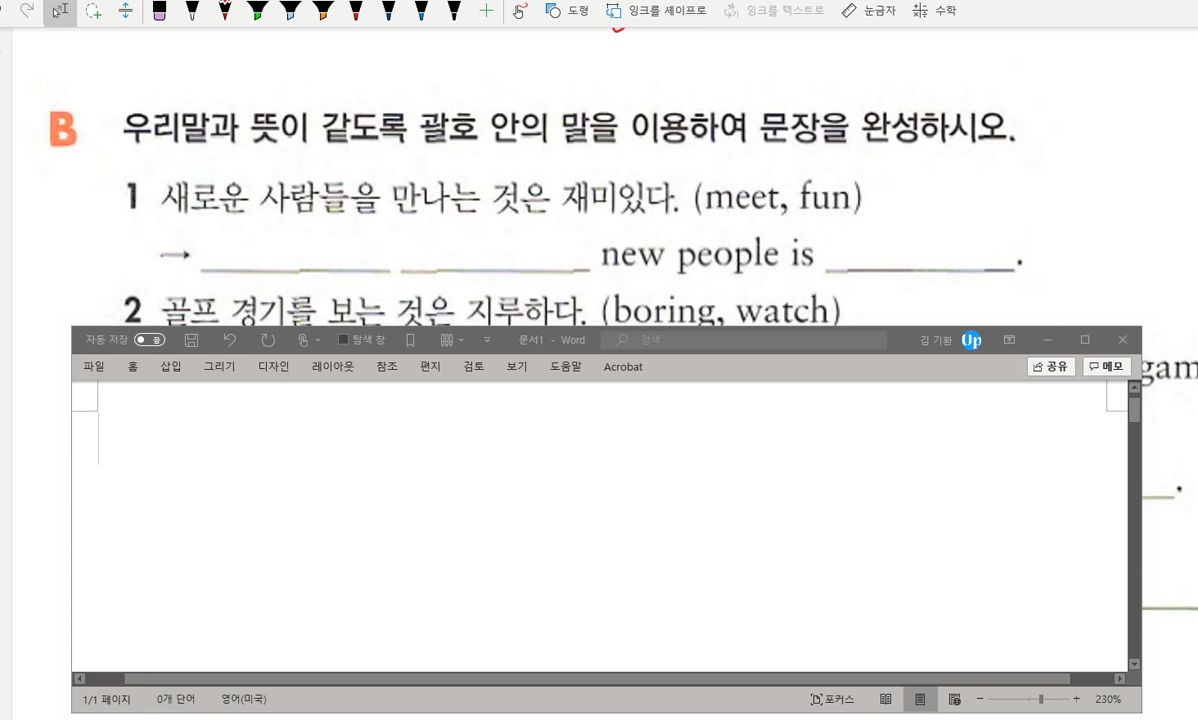 도형 잉크를 셰이프로 잉크를 텍스트로 눈금자 수학
B 우리말과 뜻이 같도록 괄호 안의 말을 이용하여 문장을 완성하시오.
1 새로운 사람들을 만나는 것은 재미있다. (meet, fun)
→ ________ ________ new people is ________.
2 골프 경기를 보는 것은 지루하다. (boring, watch)
자동 저장 끔 탐색 창 문서1 - Word 검색 김 기환 Up
파일 홈 삽입 그리기 디자인 레이아웃 참조 편지 검토 보기 도움말 Acrobat 공유 메모
gam
.
1/1 페이지 0개 단어 영어(미국) 포커스 − + 230%